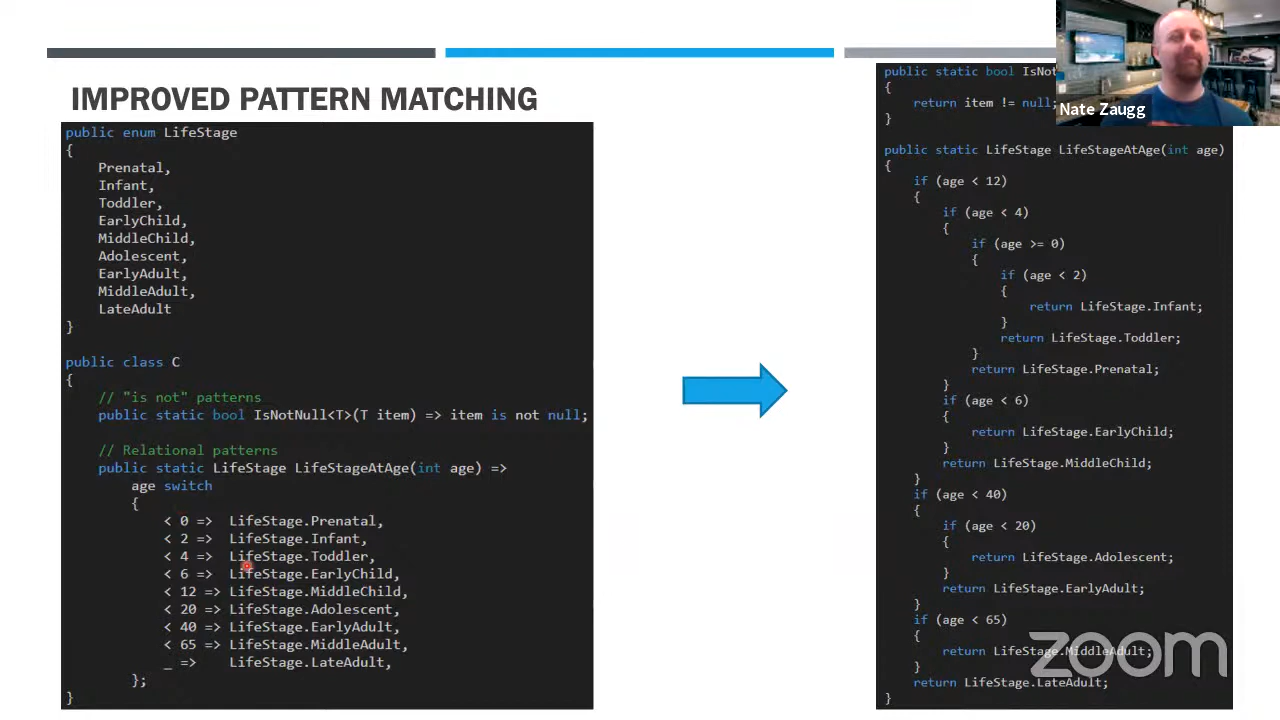 IMPROVED PATTERN MATCHING
public enum LifeStage
{
Prenatal,
Infant,
Toddler,
EarlyChild,
MiddleChild,
Adolescent,
EarlyAdult,
MiddleAdult,
LateAdult
}
public class C
{
// "is not" patterns
public static bool IsNotNull<T>(T item) => item is not null;
// Relational patterns
public static LifeStage LifeStageAtAge(int age) =>
age switch
{
< 0 => LifeStage.Prenatal,
< 2 => LifeStage.Infant,
< 4 => LifeStage.Toddler,
< 6 => LifeStage.EarlyChild,
< 12 => LifeStage.MiddleChild,
< 20 => LifeStage.Adolescent,
< 40 => LifeStage.EarlyAdult,
< 65 => LifeStage.MiddleAdult,
_ => LifeStage.LateAdult,
};
}
public static bool IsNot
{
return item != null;
}
public static LifeStage LifeStageAtAge(int age)
{
if (age < 12)
{
if (age < 4)
{
if (age >= 0)
{
if (age < 2)
{
return LifeStage.Infant;
}
return LifeStage.Toddler;
}
return LifeStage.Prenatal;
}
if (age < 6)
{
return LifeStage.EarlyChild;
}
return LifeStage.MiddleChild;
}
if (age < 40)
{
if (age < 20)
{
return LifeStage.Adolescent;
}
return LifeStage.EarlyAdult;
}
if (age < 65)
{
return LifeStage.MiddleAdult;
}
return LifeStage.LateAdult;
}
Nate Zaugg
zoom